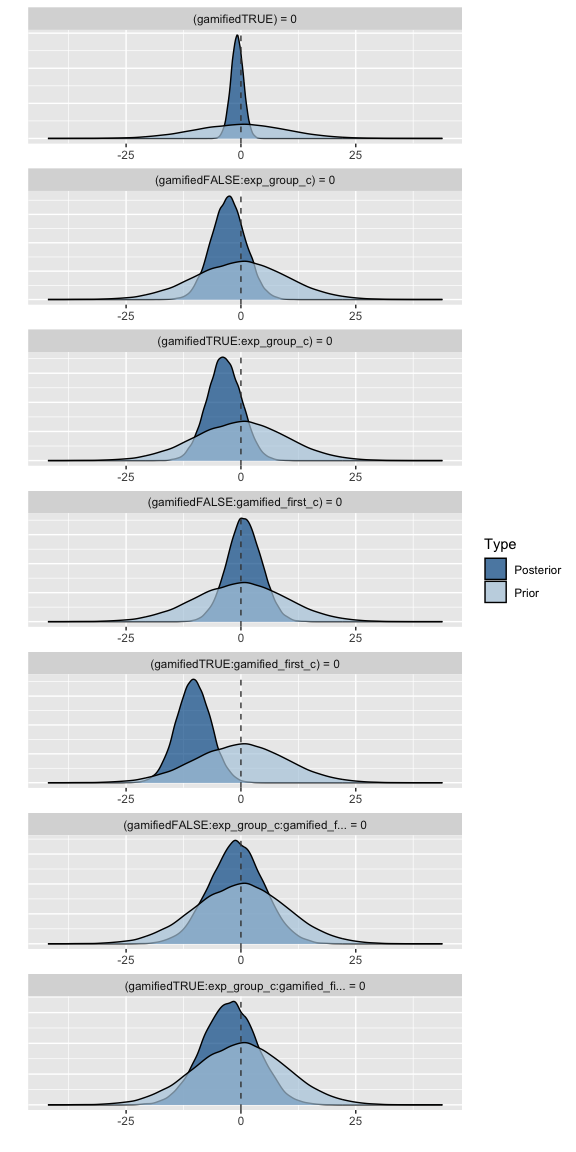 (gamifiedTRUE) = 0
-25 0 25
(gamifiedFALSE:exp_group_c) = 0
-25 0 25
(gamifiedTRUE:exp_group_c) = 0
-25 0 25
(gamifiedFALSE:gamified_first_c) = 0
-25 0 25
Type
Posterior
Prior
(gamifiedTRUE:gamified_first_c) = 0
-25 0 25
(gamifiedFALSE:exp_group_c:gamified_f... = 0
-25 0 25
(gamifiedTRUE:exp_group_c:gamified_fi... = 0
-25 0 25